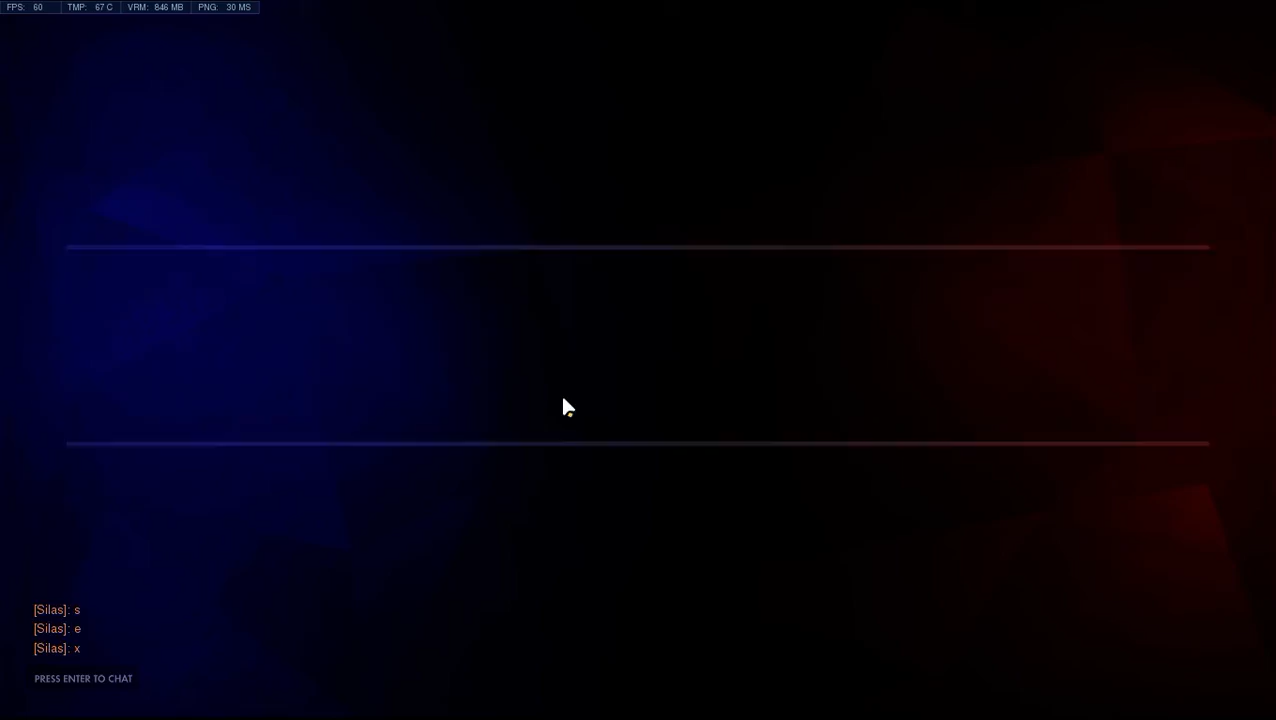 FPS: 60 TMP: 67 C VRM: 846 MB PNG: 30 MS
[Silas]: s
[Silas]: e
[Silas]: x
PRESS ENTER TO CHAT